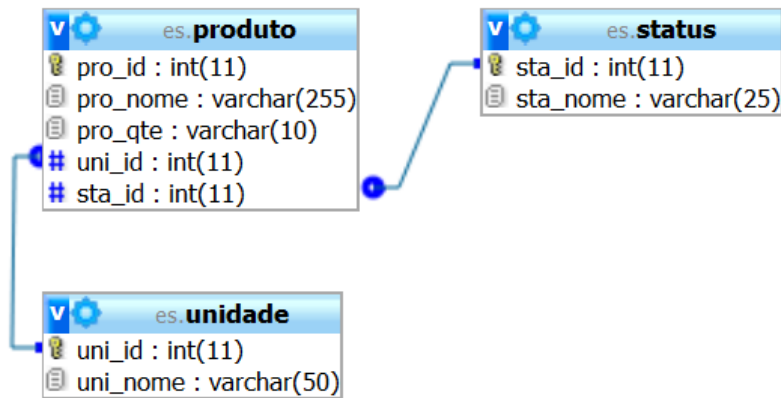 v es.produto
pro_id : int(11)
pro_nome : varchar(255)
pro_qte : varchar(10)
# uni_id : int(11)
# sta_id : int(11)
v es.status
sta_id : int(11)
sta_nome : varchar(25)
v es.unidade
uni_id : int(11)
uni_nome : varchar(50)